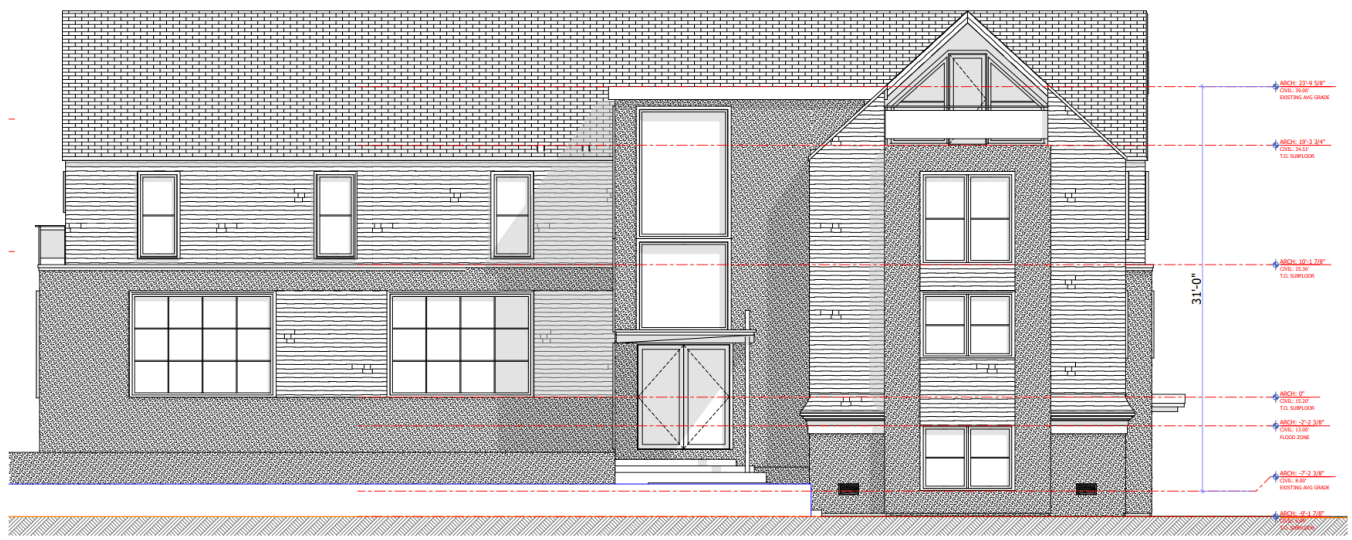 ARCH: 23'-9 5/8"
CIVIL: 39.00'
EXISTING AVG GRADE
ARCH: 19'-3 3/4"
CIVIL: 34.51'
T.O. SUBFLOOR
ARCH: 10'-1 7/8"
CIVIL: 25.36'
T.O. SUBFLOOR
31'-0"
ARCH: 0"
CIVIL: 15.20'
T.O. SUBFLOOR
ARCH: -2'-2 3/8"
CIVIL: 13.00'
FLOOD ZONE
ARCH: -7'-2 3/8"
CIVIL: 8.00'
EXISTING AVG GRADE
ARCH: -9'-1 7/8"
T.O. SUBFLOOR